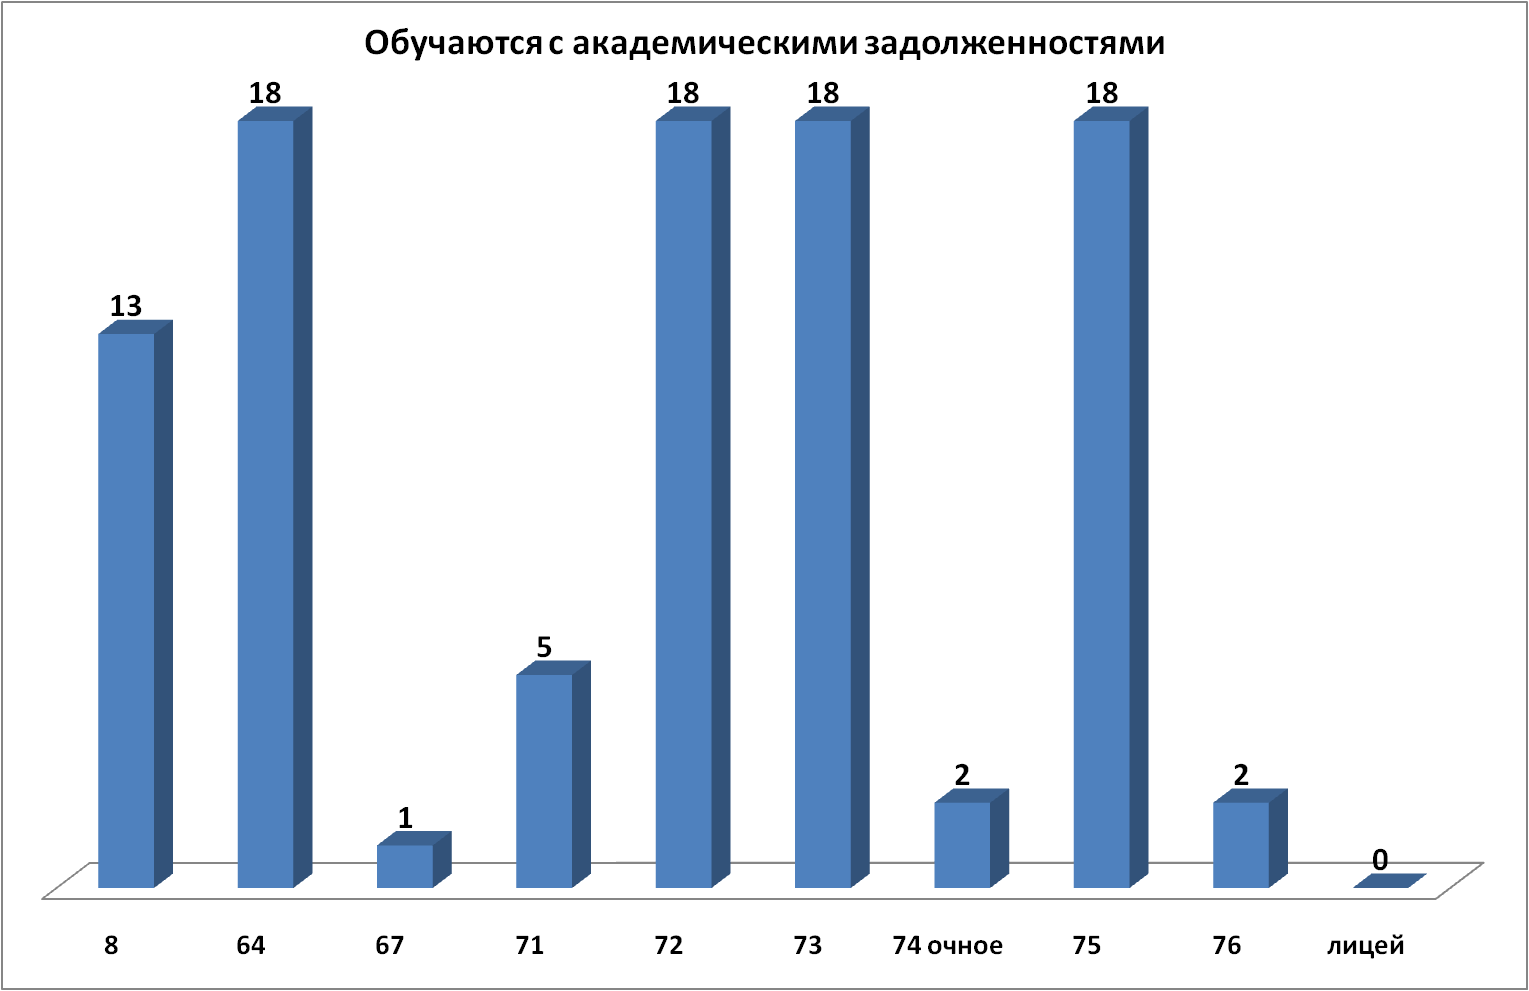 Обучаются с академическими задолженностями
18 18 18 18
13
5
1 2 2
0
8 64 67 71 72 73 74 очное 75 76 лицей